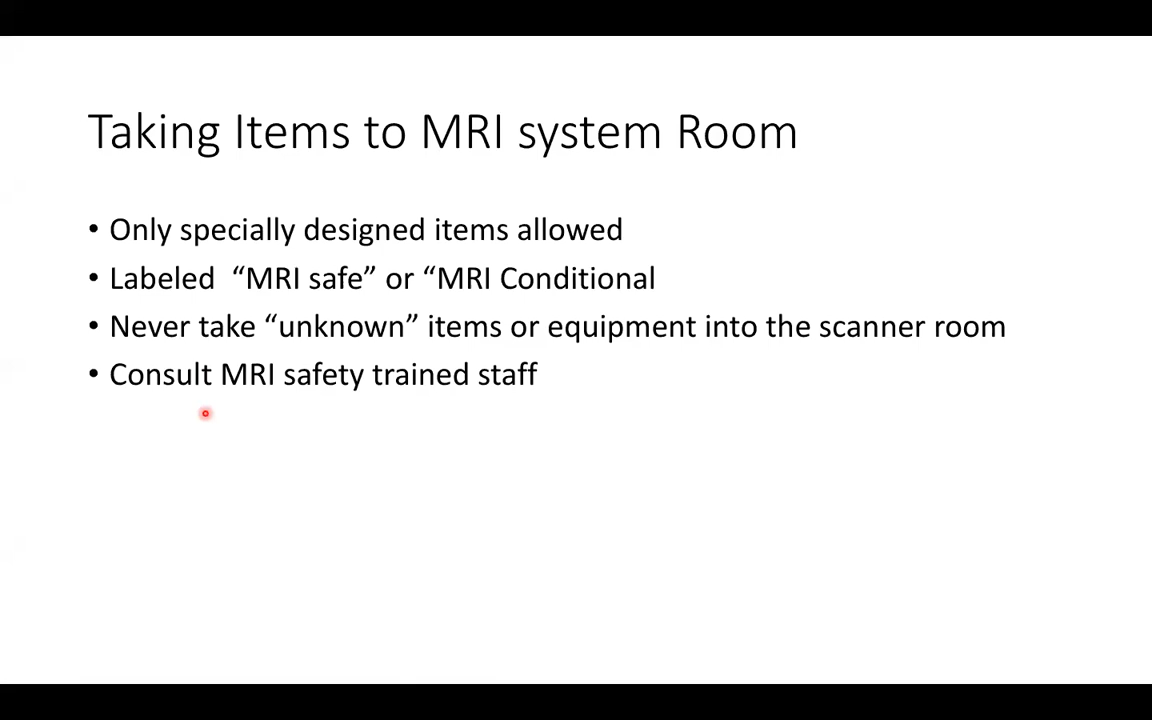 Taking Items to MRI system Room
• Only specially designed items allowed
• Labeled “MRI safe” or “MRI Conditional
• Never take “unknown” items or equipment into the scanner room
• Consult MRI safety trained staff